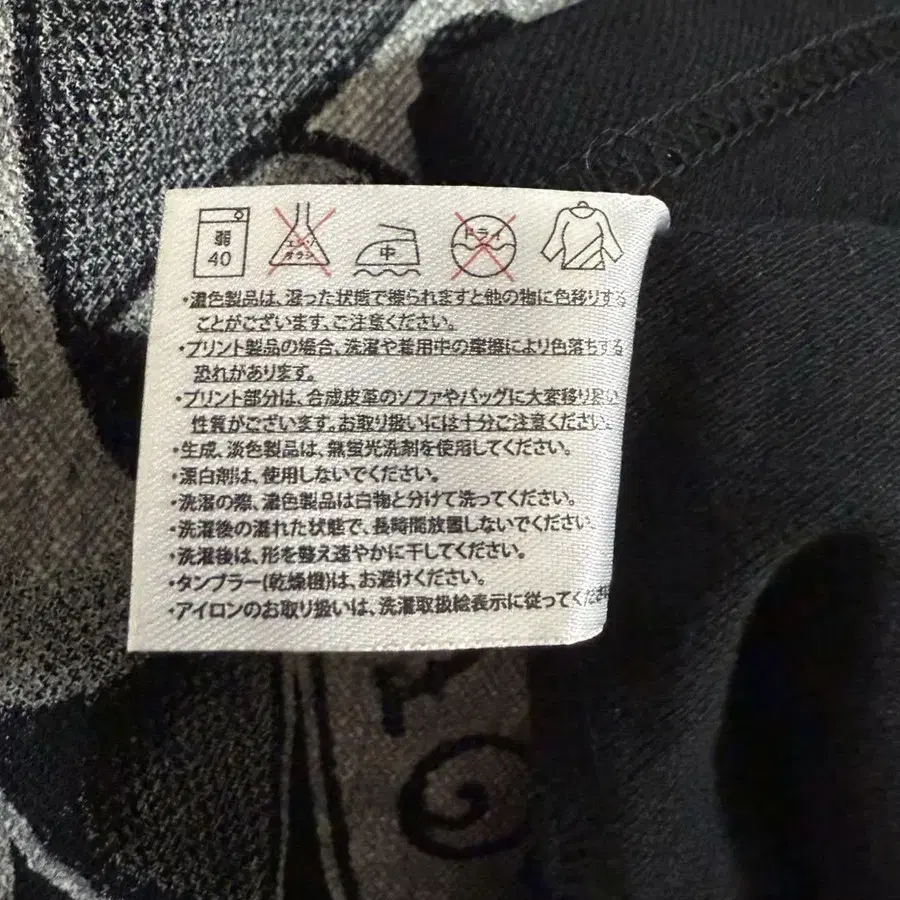 弱 40 エンソ サラシ 中 ドライ
・濃色製品は、湿った状態で擦られますと他の物に色移りする
ことがございます、ご注意ください。
・プリント製品の場合、洗濯や着用中の摩擦により色落ちする
恐れがあります。
・プリント部分は、合成皮革のソファやバッグに大変移り易い
性質がございます。お取り扱いには十分ご注意ください。
・生成、淡色製品は、無蛍光洗剤を使用してください。
・漂白剤は、使用しないでください。
・洗濯の際、濃色製品は白物と分けて洗ってください。
・洗濯後の濡れた状態で、長時間放置しないでください。
・洗濯後は、形を整え速やかに干してください。
・タンブラー(乾燥機)は、お避けください。
・アイロンのお取り扱いは、洗濯取扱絵表示に従ってくださ